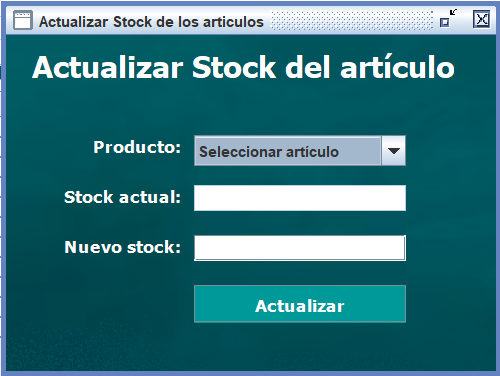 Actualizar Stock de los articulos
Actualizar Stock del artículo
Producto: Seleccionar artículo
Stock actual:
Nuevo stock:
Actualizar